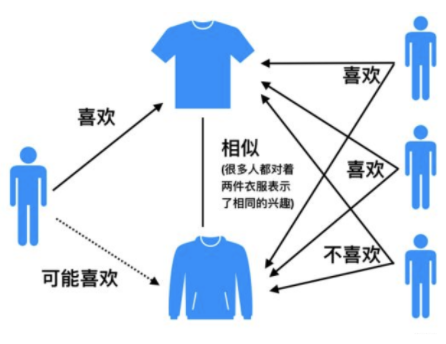 喜欢
喜欢
相似
(很多人都对着
两件衣服表示
了相同的兴趣)
喜欢
不喜欢
可能喜欢